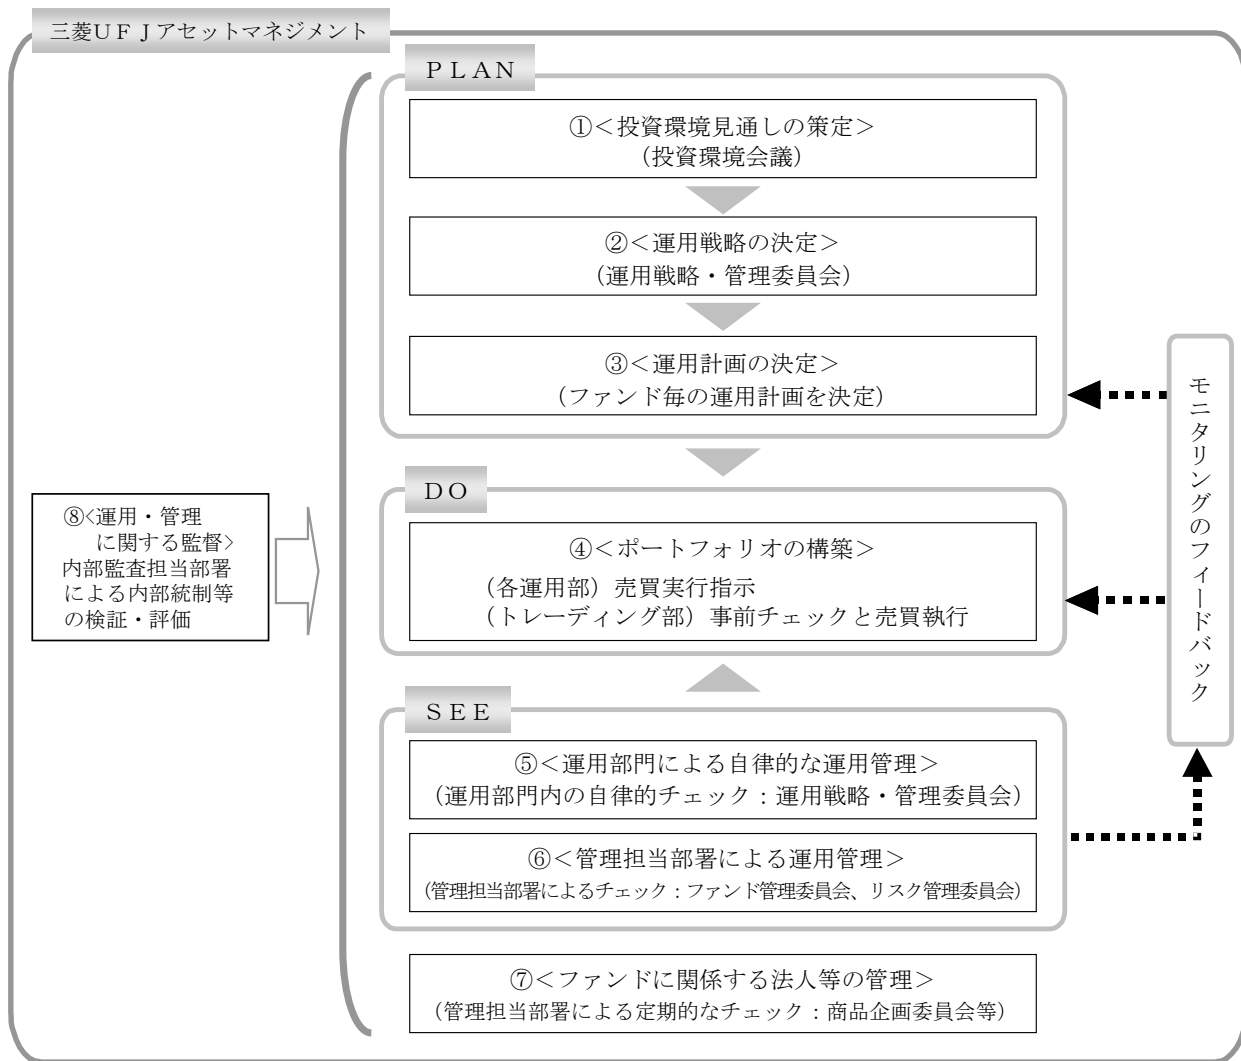 三菱ＵＦＪアセットマネジメント
ＰＬＡＮ
①＜投資環境見通しの策定＞
（投資環境会議）
②＜運用戦略の決定＞
（運用戦略・管理委員会）
③＜運用計画の決定＞
（ファンド毎の運用計画を決定）
ＤＯ
④＜ポートフォリオの構築＞
（各運用部）売買実行指示
（トレーディング部）事前チェックと売買執行
ＳＥＥ
⑤＜運用部門による自律的な運用管理＞
（運用部門内の自律的チェック：運用戦略・管理委員会）
⑥＜管理担当部署による運用管理＞
（管理担当部署によるチェック：ファンド管理委員会、リスク管理委員会）
⑦＜ファンドに関係する法人等の管理＞
（管理担当部署による定期的なチェック：商品企画委員会等）
⑧<運用・管理
に関する監督>
内部監査担当部署
による内部統制等
の検証・評価
モニタリングのフィードバック